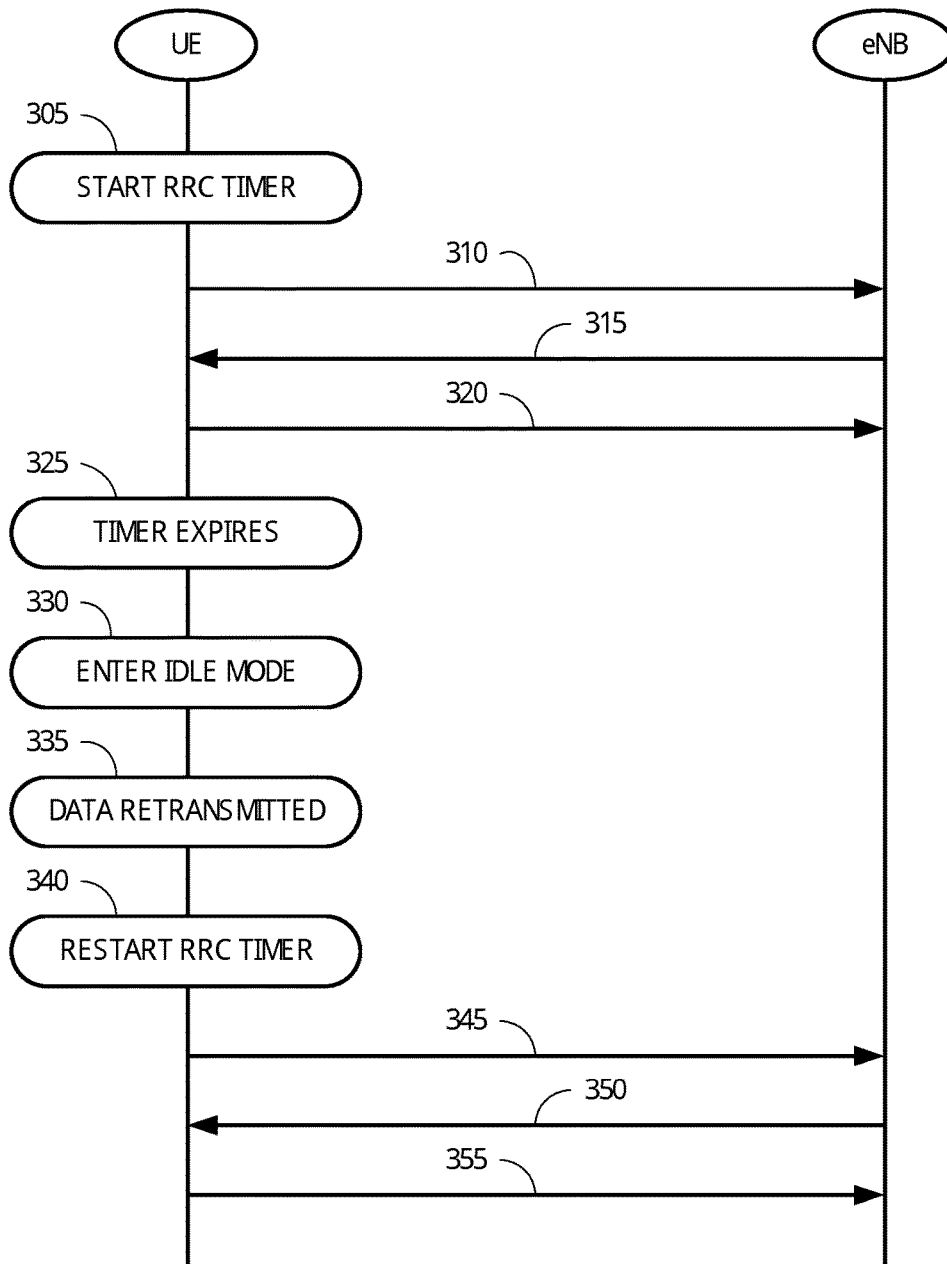 UE
eNB
305
START RRC TIMER
310
315
320
325
TIMER EXPIRES
330
ENTER IDLE MODE
335
DATA RETRANSMITTED
340
RESTART RRC TIMER
345
350
355